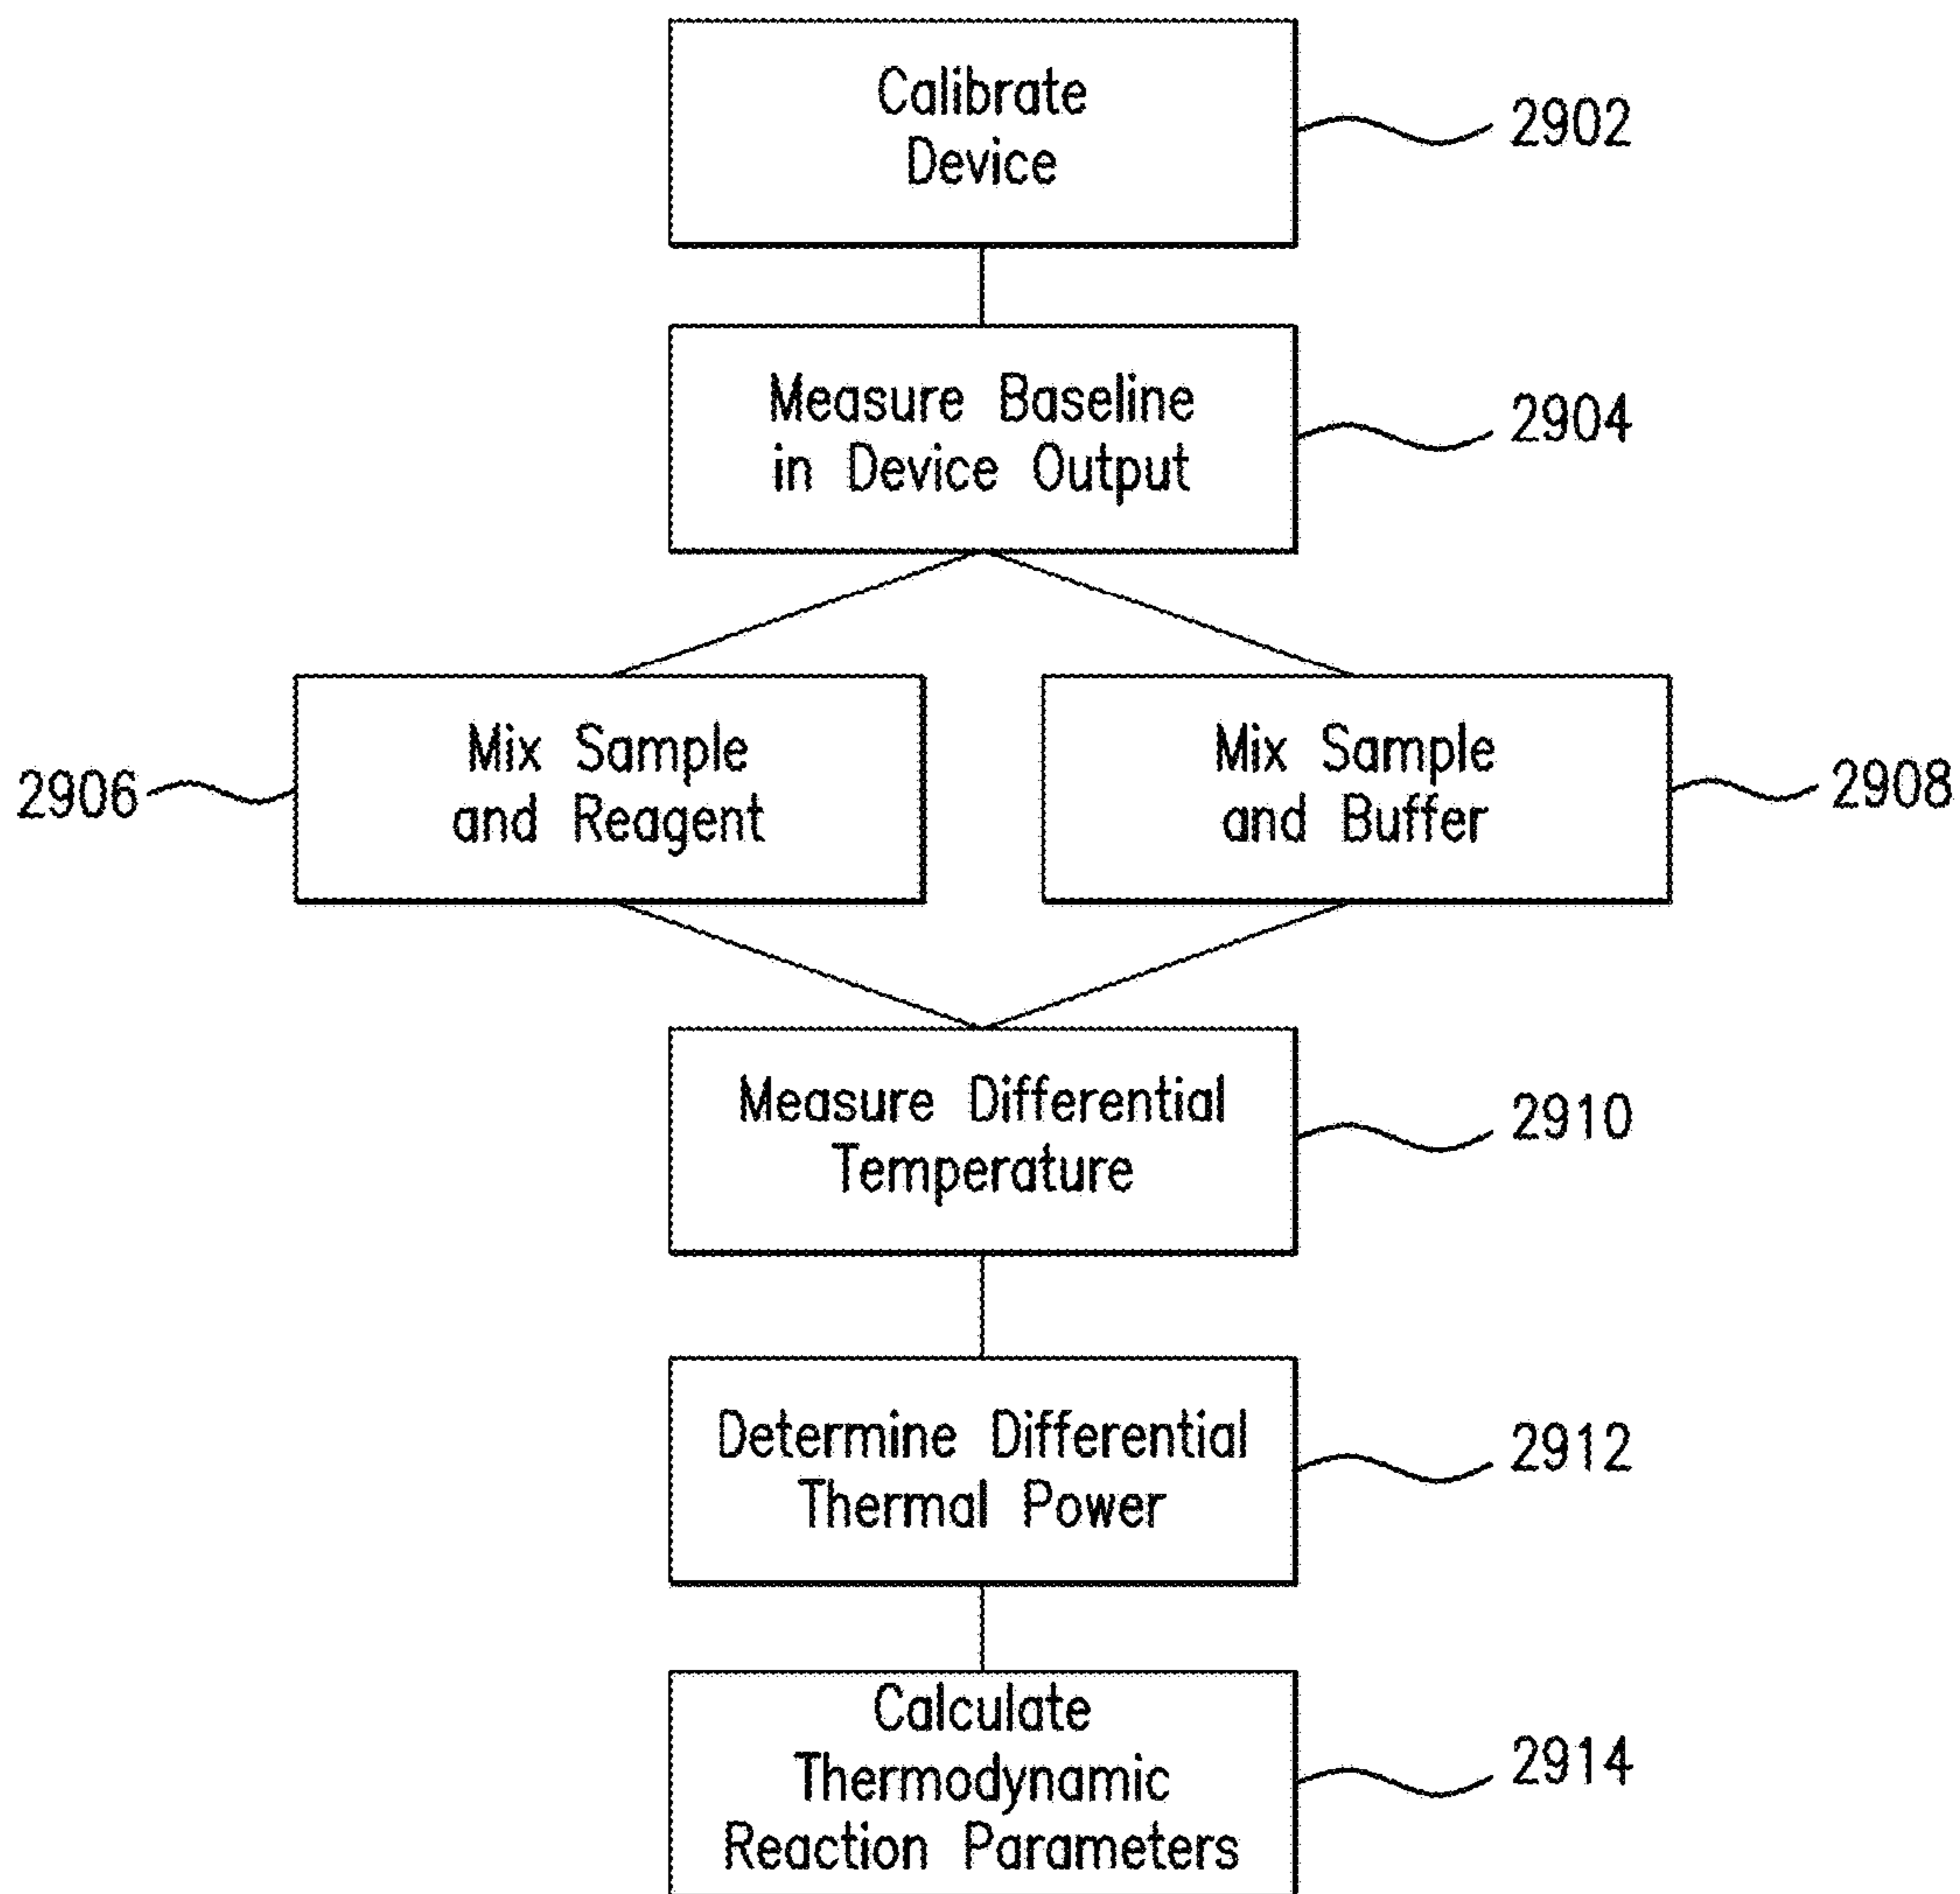 Calibrate
Device
2902
Measure Baseline
in Device Output
2904
Mix Sample
and Reagent
2906
Mix Sample
and Buffer
2908
Measure Differential
Temperature
2910
Determine Differential
Thermal Power
2912
Calculate
Thermodynamic
Reaction Parameters
2914